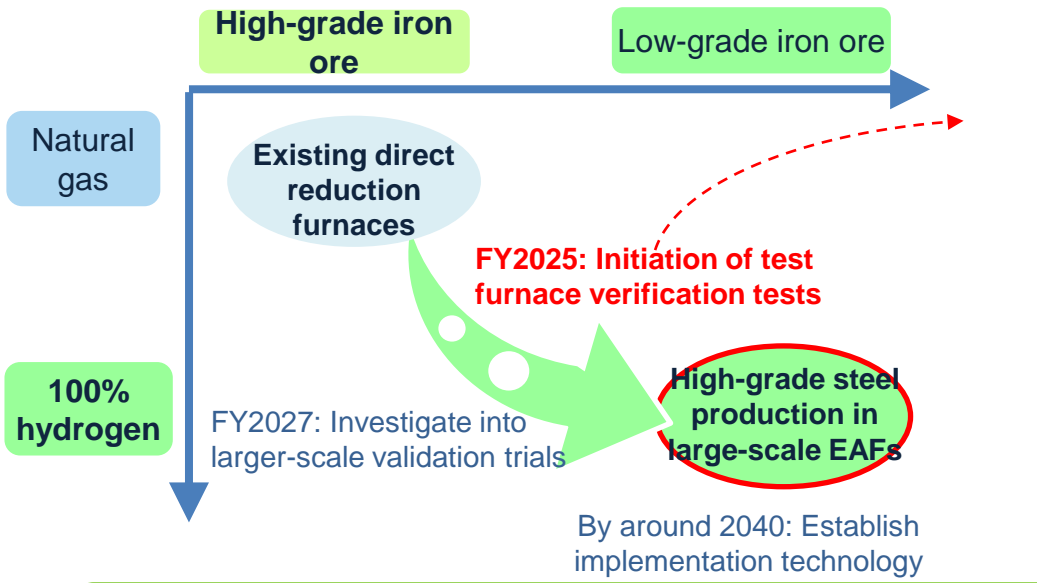 High-grade iron
ore
Low-grade iron ore
Natural
gas
Existing direct
reduction
furnaces
FY2025: Initiation of test
furnace verification tests
100%
hydrogen
FY2027: Investigate into
larger-scale validation trials
High-grade steel
production in
large-scale EAFs
By around 2040: Establish
implementation technology